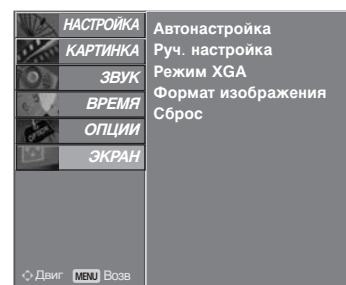 НАСТРОЙКА
КАРТИНКА
ЗВУК
ВРЕМЯ
ОПЦИИ
ЭКРАН
Автонастройка
Руч. настройка
Режим XGA
Формат изображения
Сброс
Двиг MENU Возв